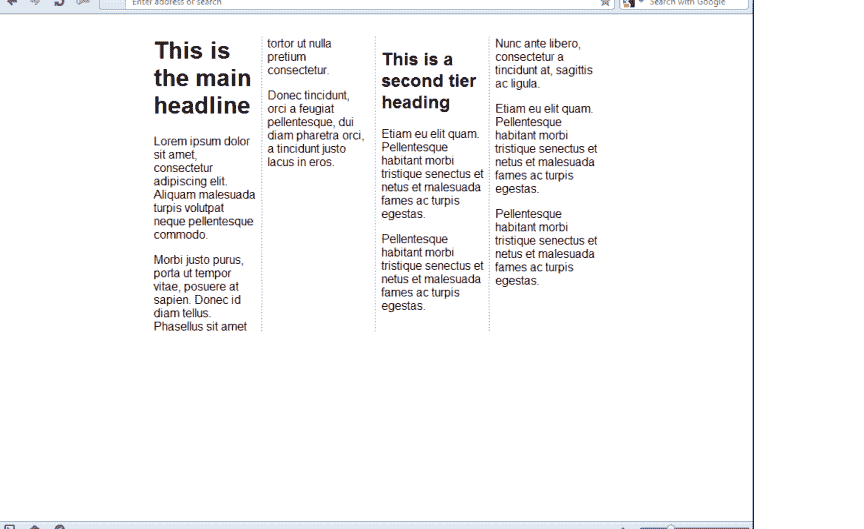 Enter address or search
Search with Google
This is
the main
headline
Lorem ipsum dolor
sit amet,
consectetur
adipiscing elit.
Aliquam malesuada
turpis volutpat
neque pellentesque
commodo.
Morbi justo purus,
porta ut tempor
vitae, posuere at
sapien. Donec id
diam tellus.
Phasellus sit amet
tortor ut nulla
pretium
consectetur.
Donec tincidunt,
orci a feugiat
pellentesque, dui
diam pharetra orci,
a tincidunt justo
lacus in eros.
This is a
second tier
heading
Etiam eu elit quam.
Pellentesque
habitant morbi
tristique senectus et
netus et malesuada
fames ac turpis
egestas.
Pellentesque
habitant morbi
tristique senectus et
netus et malesuada
fames ac turpis
egestas.
Nunc ante libero,
consectetur a
tincidunt at, sagittis
ac ligula.
Etiam eu elit quam.
Pellentesque
habitant morbi
tristique senectus et
netus et malesuada
fames ac turpis
egestas.
Pellentesque
habitant morbi
tristique senectus et
netus et malesuada
fames ac turpis
egestas.